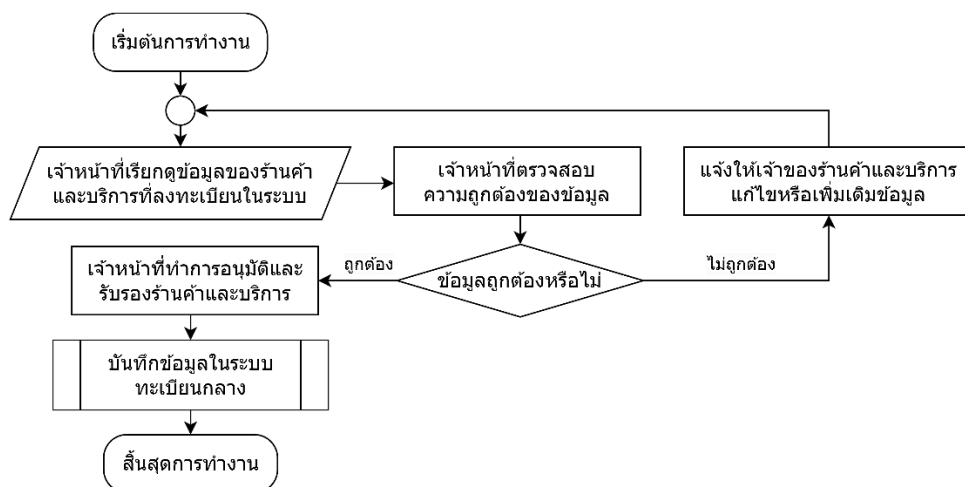 เริ่มต้นการทำงาน
เจ้าหน้าที่เรียกดูข้อมูลของร้านค้า
และบริการที่ลงทะเบียนในระบบ
เจ้าหน้าที่ตรวจสอบ
ความถูกต้องของข้อมูล
แจ้งให้เจ้าของร้านค้าและบริการ
แก้ไขหรือเพิ่มเดิมข้อมูล
ข้อมูลถูกต้องหรือไม่
ถูกต้อง
ไม่ถูกต้อง
เจ้าหน้าที่ทำการอนุมัติและ
รับรองร้านค้าและบริการ
บันทึกข้อมูลในระบบ
ทะเบียนกลาง
สิ้นสุดการทำงาน